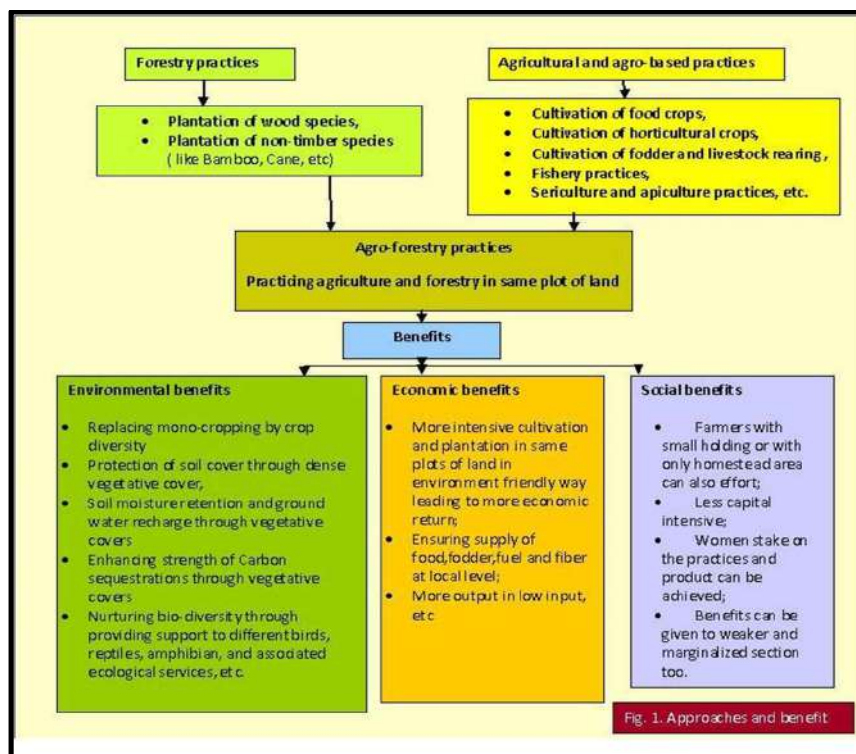 Forestry practices
Agricultural and agro-based practices
• Plantation of wood species,
• Plantation of non-timber species
( like Bamboo, Cane, etc)
• Cultivation of food crops,
• Cultivation of horticultural crops,
• Cultivation of fodder and livestock rearing ,
• Fishery practices,
• Sericulture and apiculture practices, etc.
Agro-forestry practices
Practicing agriculture and forestry in same plot of land
Benefits
Environmental benefits
• Replacing mono-cropping by crop
diversity
• Protection of soil cover through dense
vegetative cover,
• Soil moisture retention and ground
water recharge through vegetative
covers
• Enhancing strength of Carbon
sequestrations through vegetative
covers
• Nurturing bio-diversity through
providing support to different birds,
reptiles, amphibian, and associated
ecological services, etc.
Economic benefits
• More intensive cultivation
and plantation in same
plots of land in
environment friendly way
leading to more economic
return;
• Ensuring supply of
food,fodder,fuel and fiber
at local level;
• More output in low input,
etc
Social benefits
• Farmers with
small holding or with
only homestead area
can also effort;
• Less capital
intensive;
• Women stake on
the practices and
product can be
achieved;
• Benefits can be
given to weaker and
marginalized section
too.
Fig. 1. Approaches and benefit